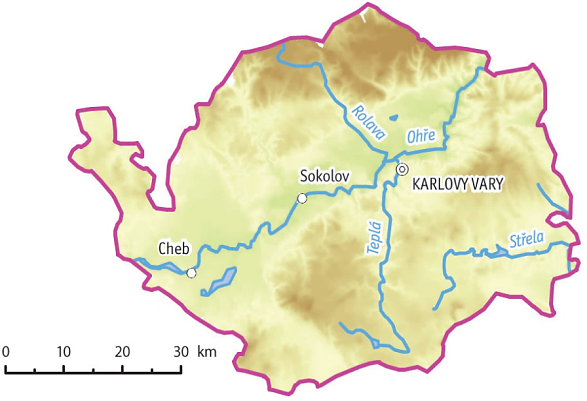 Rolava
Ohře
Sokolov
KARLOVY VARY
Cheb
Teplá
Střela
0 10 20 30 km